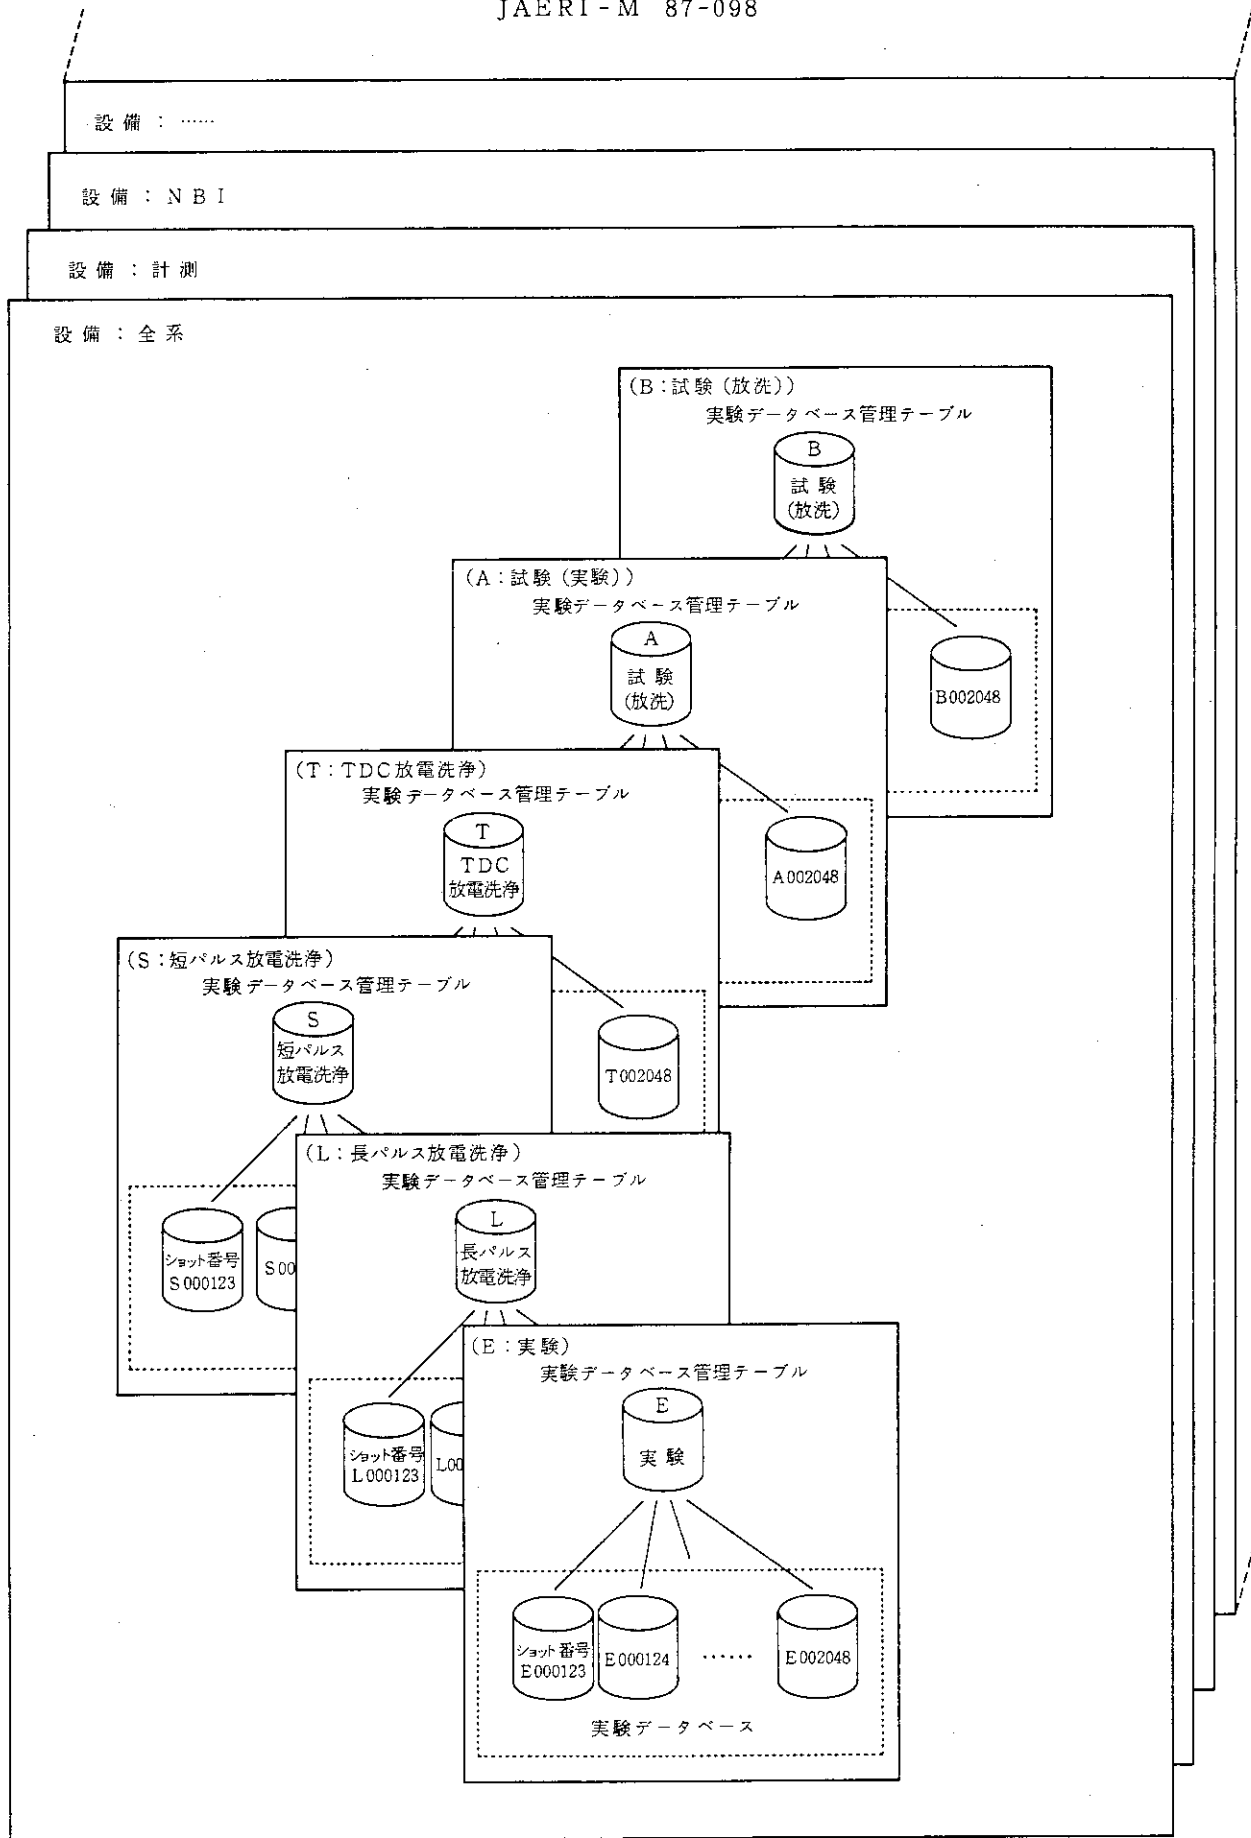 JAERI-M 87-098
設備：……
設備：NBI
設備：計測
設備：全系
(B：試験(放洗))
実験データベース管理テーブル
B
試験
(放洗)
B002048
(A：試験(実験))
実験データベース管理テーブル
A
試験
(放洗)
A002048
(T：TDC放電洗浄)
実験データベース管理テーブル
T
TDC
放電洗浄
T002048
(S：短パルス放電洗浄)
実験データベース管理テーブル
S
短パルス
放電洗浄
ショット番号
S000123
S00
(L：長パルス放電洗浄)
実験データベース管理テーブル
L
長パルス
放電洗浄
ショット番号
L000123
L00
(E：実験)
実験データベース管理テーブル
E
実験
ショット番号
E000123
E000124
……
E002048
実験データベース